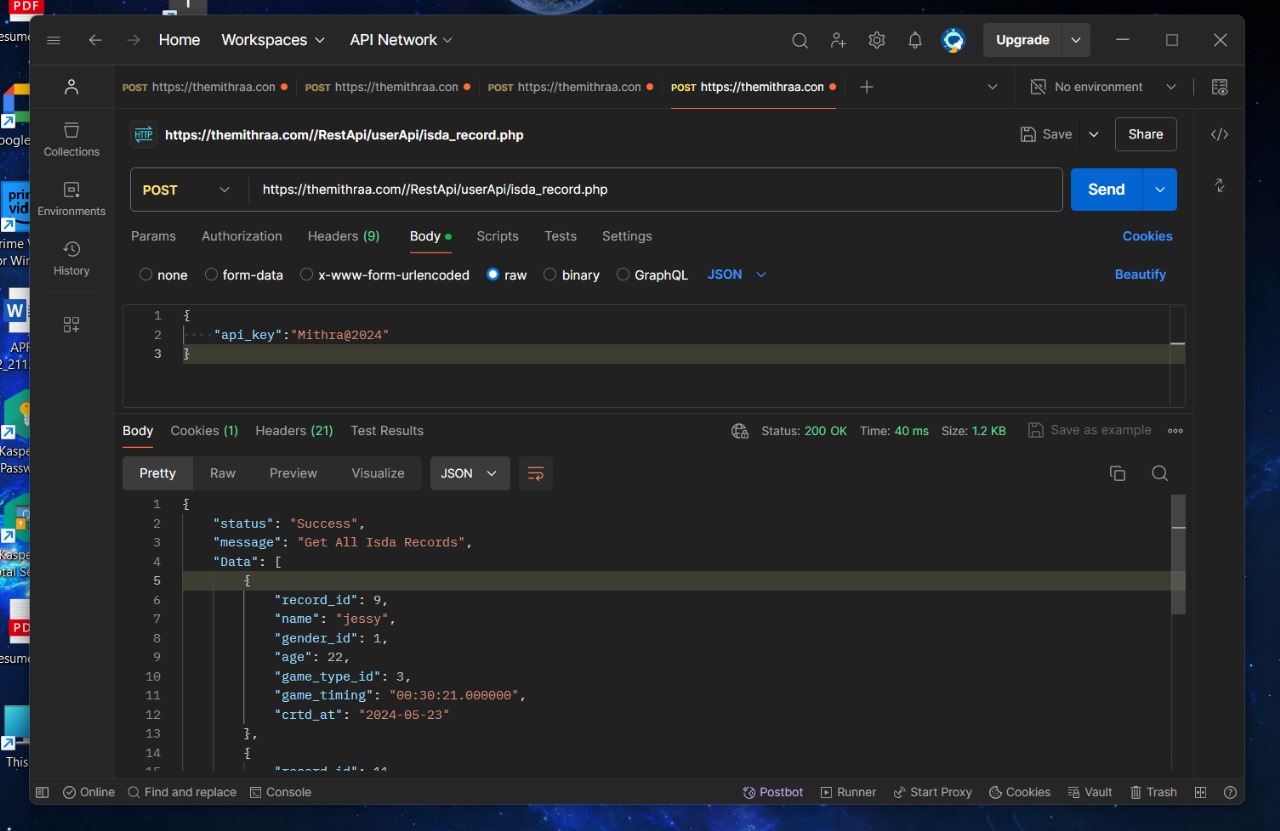 PDF
esume
Home Workspaces API Network Upgrade
POST https://themithraa.con POST https://themithraa.con POST https://themithraa.con POST https://themithraa.con No environment
HTTP https://themithraa.com//RestApi/userApi/isda_record.php Save Share </>
oogle
Collections
POST https://themithraa.com//RestApi/userApi/isda_record.php Send
prin
vid
Environments
rime V
or Win
Params Authorization Headers (9) Body Scripts Tests Settings Cookies
History
none form-data x-www-form-urlencoded raw binary GraphQL JSON Beautify
W
1 {
2 "api_key":"Mithra@2024"
3 }
APF
2_211
Body Cookies (1) Headers (21) Test Results Status: 200 OK Time: 40 ms Size: 1.2 KB Save as example
Kaspe
Passw
Pretty Raw Preview Visualize JSON
1 {
2 "status": "Success",
3 "message": "Get All Isda Records",
4 "Data": [
5 {
6 "record_id": 9,
7 "name": "jessy",
8 "gender_id": 1,
9 "age": 22,
10 "game_type_id": 3,
11 "game_timing": "00:30:21.000000",
12 "crtd_at": "2024-05-23"
13 },
14 {
15 "record_id": 11
Kaspe
otal Se
PD
esume
This
Online Find and replace Console Postbot Runner Start Proxy Cookies Vault Trash